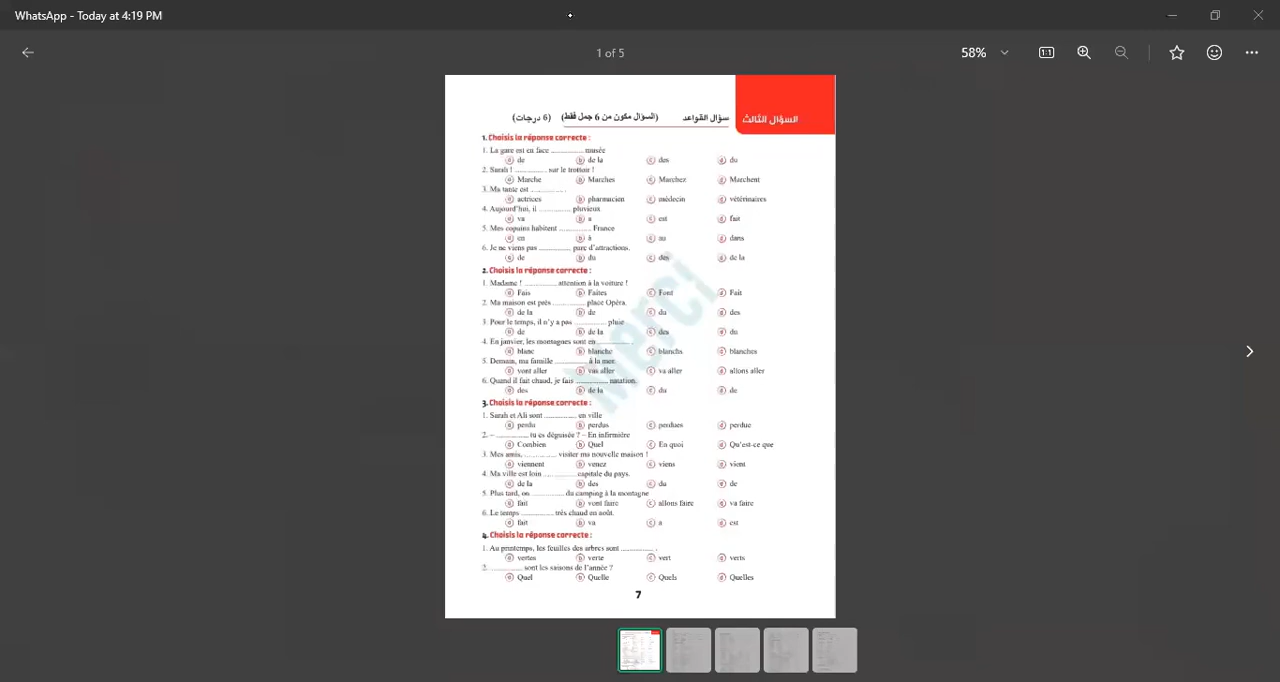 WhatsApp - Today at 4:19 PM
1 of 5
58%
1:1
السؤال الثالث
سؤال القواعد (السؤال مكون من 6 جمل فقط) (6 درجات)
1. Choisis la réponse correcte :
1. La gare est en face ............. musée
a de b de la c des d du
2. Sarah ! ............. sur le trottoir !
a Marche b Marches c Marchez d Marchent
3. Ma tante est ............. .
a actrices b pharmacien c médecin d vétérinaires
4. Aujourd'hui, il ............. pluvieux
a va b a c est d fait
5. Mes copains habitent ............. France
a en b à c au d dans
6. Je ne viens pas ............. parc d'attractions.
a de b du c des d de la
2. Choisis la réponse correcte :
1. Madame ! ............. attention à la voiture !
a Fais b Faites c Font d Fait
2. Ma maison est près ............. place Opéra.
a de la b de c du d des
3. Pour le temps, il n'y a pas ............. pluie
a de b de la c des d du
4. En janvier, les montagnes sont en .............
a blanc b blanche c blanchs d blanches
5. Demain, ma famille ............. à la mer.
a vont aller b vas aller c va aller d allons aller
6. Quand il fait chaud, je fais ............. natation.
a des b de la c du d de
3. Choisis la réponse correcte :
1. Sarah et Ali sont ............. en ville
a perdu b perdus c perdues d perdue
2. – ............. tu es déguisée ? – En infirmière
a Combien b Quel c En quoi d Qu'est-ce que
3. Mes amis, ............. visiter ma nouvelle maison !
a viennent b venez c viens d vient
4. Ma ville est loin ............. capitale du pays.
a de la b des c du d de
5. Plus tard, on ............. du camping à la montagne
a fait b vont faire c allons faire d va faire
6. Le temps ............. très chaud en août.
a fait b va c a d est
4. Choisis la réponse correcte :
1. Au printemps, les feuilles des arbres sont ............. .
a vertes b verte c vert d verts
2. ............. sont les saisons de l'année ?
a Quel b Quelle c Quels d Quelles
7
Merci